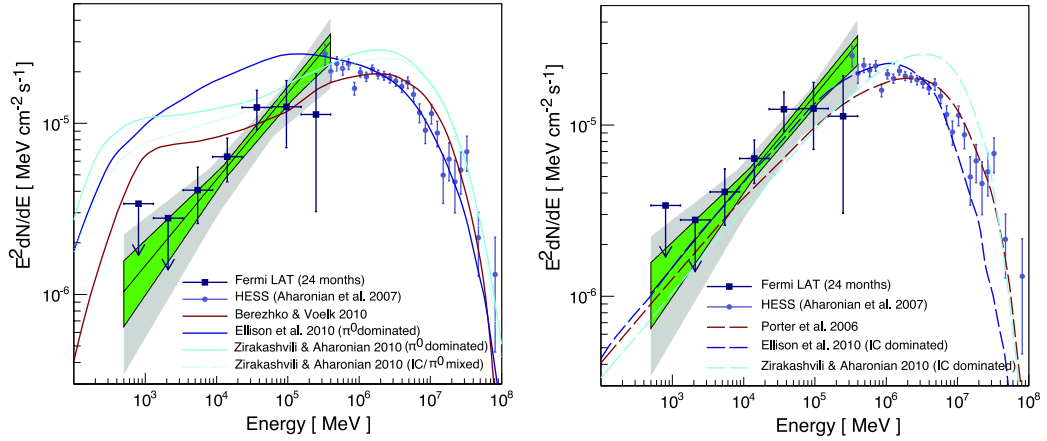 E²dN/dE [ MeV cm⁻² s⁻¹]
10⁻⁵
10⁻⁶
Fermi LAT (24 months)
HESS (Aharonian et al. 2007)
Berezhko & Voelk 2010
Ellison et al. 2010 (π⁰dominated)
Zirakashvili & Aharonian 2010 (π⁰ dominated)
Zirakashvili & Aharonian 2010 (IC/π⁰ mixed)
10³ 10⁴ 10⁵ 10⁶ 10⁷ 10⁸
Energy [ MeV]
E²dN/dE [ MeV cm⁻² s⁻¹]
10⁻⁵
10⁻⁶
Fermi LAT (24 months)
HESS (Aharonian et al. 2007)
Porter et al. 2006
Ellison et al. 2010 (IC dominated)
Zirakashvili & Aharonian 2010 (IC dominated)
10³ 10⁴ 10⁵ 10⁶ 10⁷ 10⁸
Energy [ MeV]